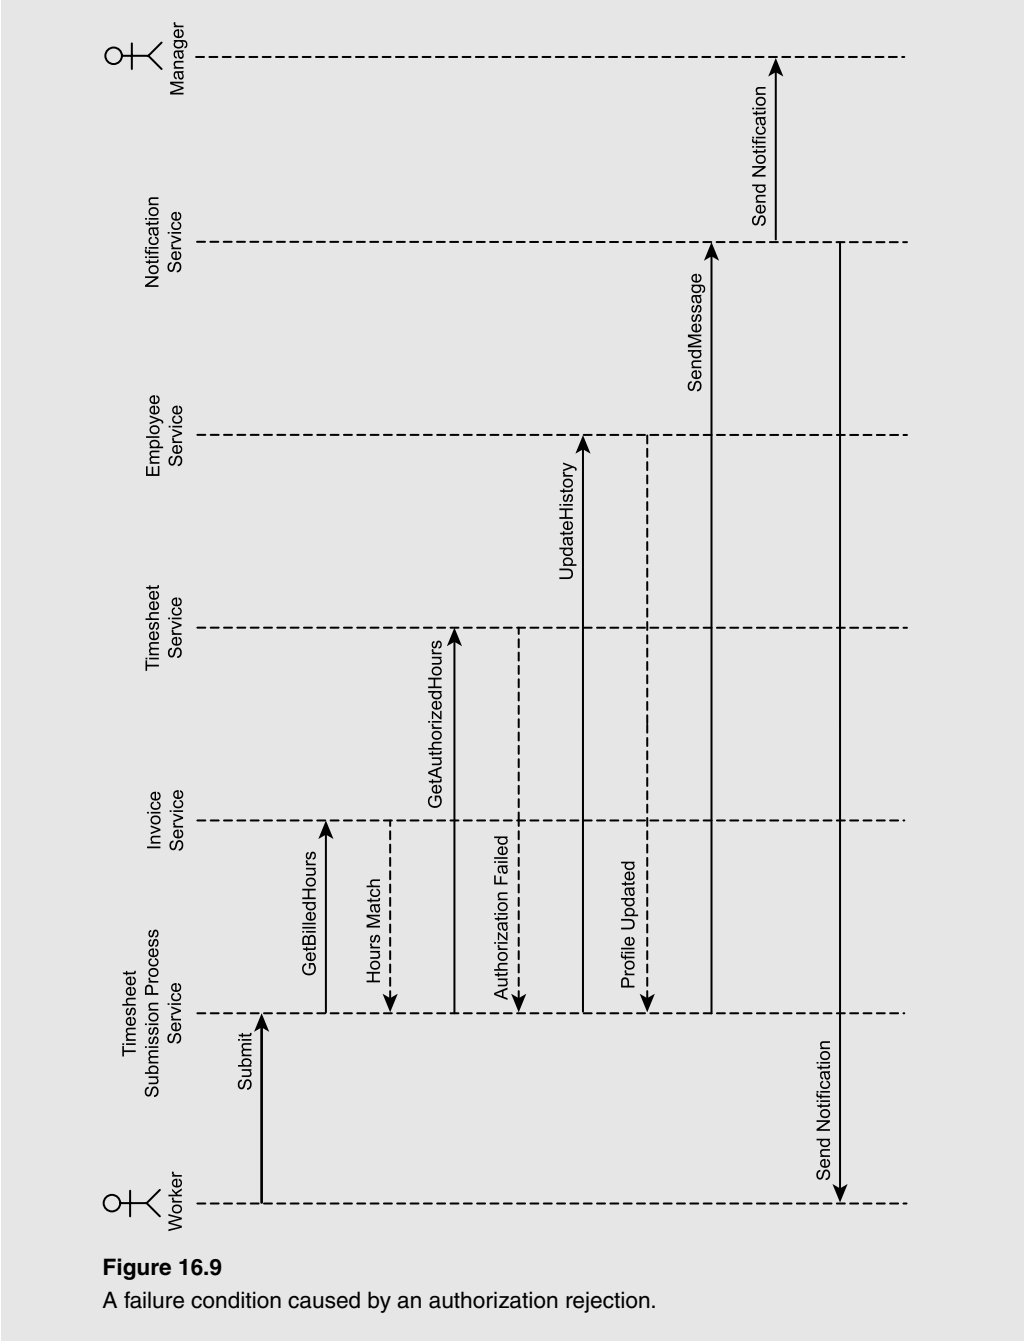 Worker
Timesheet
Submission Process
Service
Invoice
Service
Timesheet
Service
Employee
Service
Notification
Service
Manager
Submit
GetBilledHours
Hours Match
GetAuthorizedHours
Authorization Failed
UpdateHistory
Profile Updated
SendMessage
Send Notification
Send Notification
Figure 16.9
A failure condition caused by an authorization rejection.